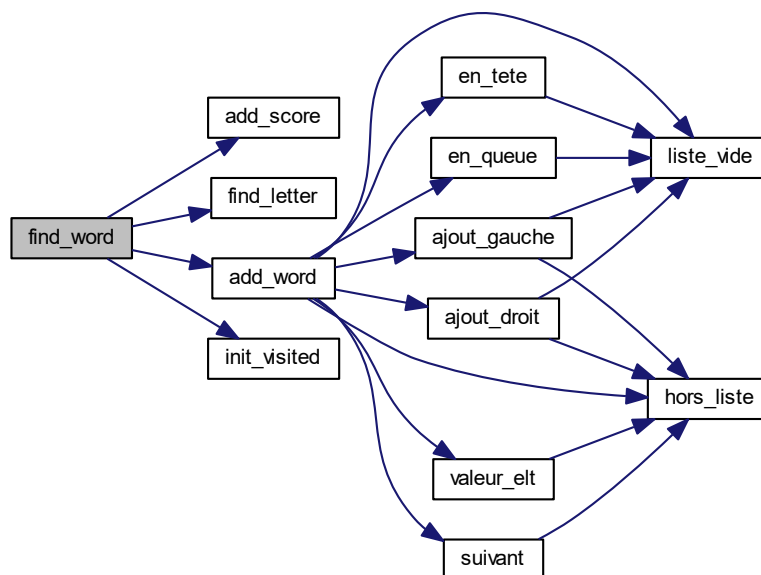 en_tete
add_score
en_queue
liste_vide
find_letter
find_word
ajout_gauche
add_word
ajout_droit
init_visited
hors_liste
valeur_elt
suivant